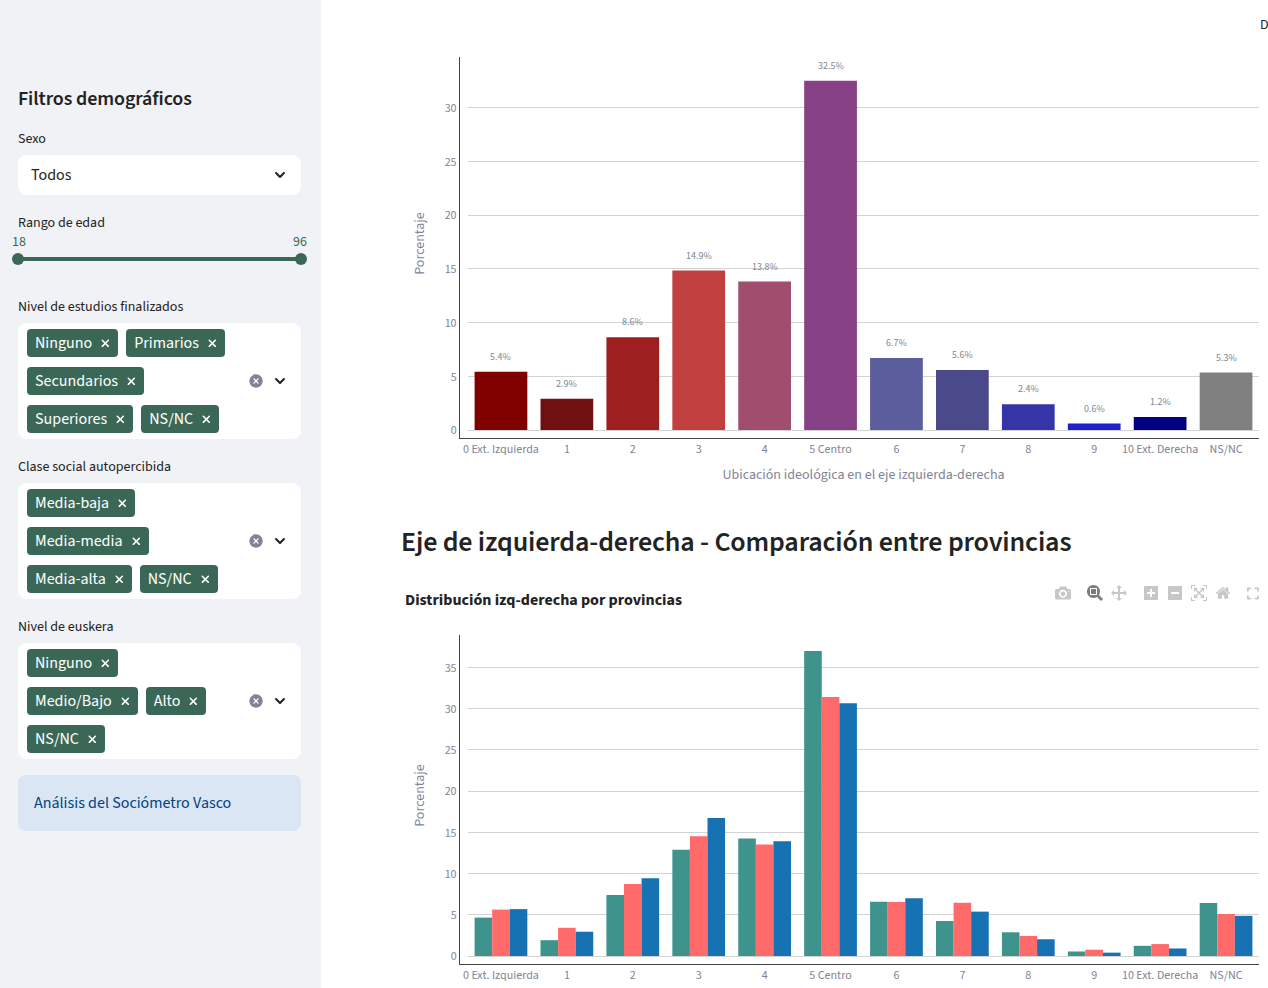 Filtros demográficos
Sexo
Todos
Rango de edad
18 96
Nivel de estudios finalizados
Ninguno Primarios
Secundarios
Superiores NS/NC
Clase social autopercibida
Media-baja
Media-media
Media-alta NS/NC
Nivel de euskera
Ninguno
Medio/Bajo Alto
NS/NC
Análisis del Sociómetro Vasco
D
Porcentaje
30
25
20
15
10
5
0
5.4%
2.9%
8.6%
14.9%
13.8%
32.5%
6.7%
5.6%
2.4%
0.6%
1.2%
5.3%
0 Ext. Izquierda 1 2 3 4 5 Centro 6 7 8 9 10 Ext. Derecha NS/NC
Ubicación ideológica en el eje izquierda-derecha
Eje de izquierda-derecha - Comparación entre provincias
Distribución izq-derecha por provincias
Porcentaje
35
30
25
20
15
10
5
0
0 Ext. Izquierda 1 2 3 4 5 Centro 6 7 8 9 10 Ext. Derecha NS/NC